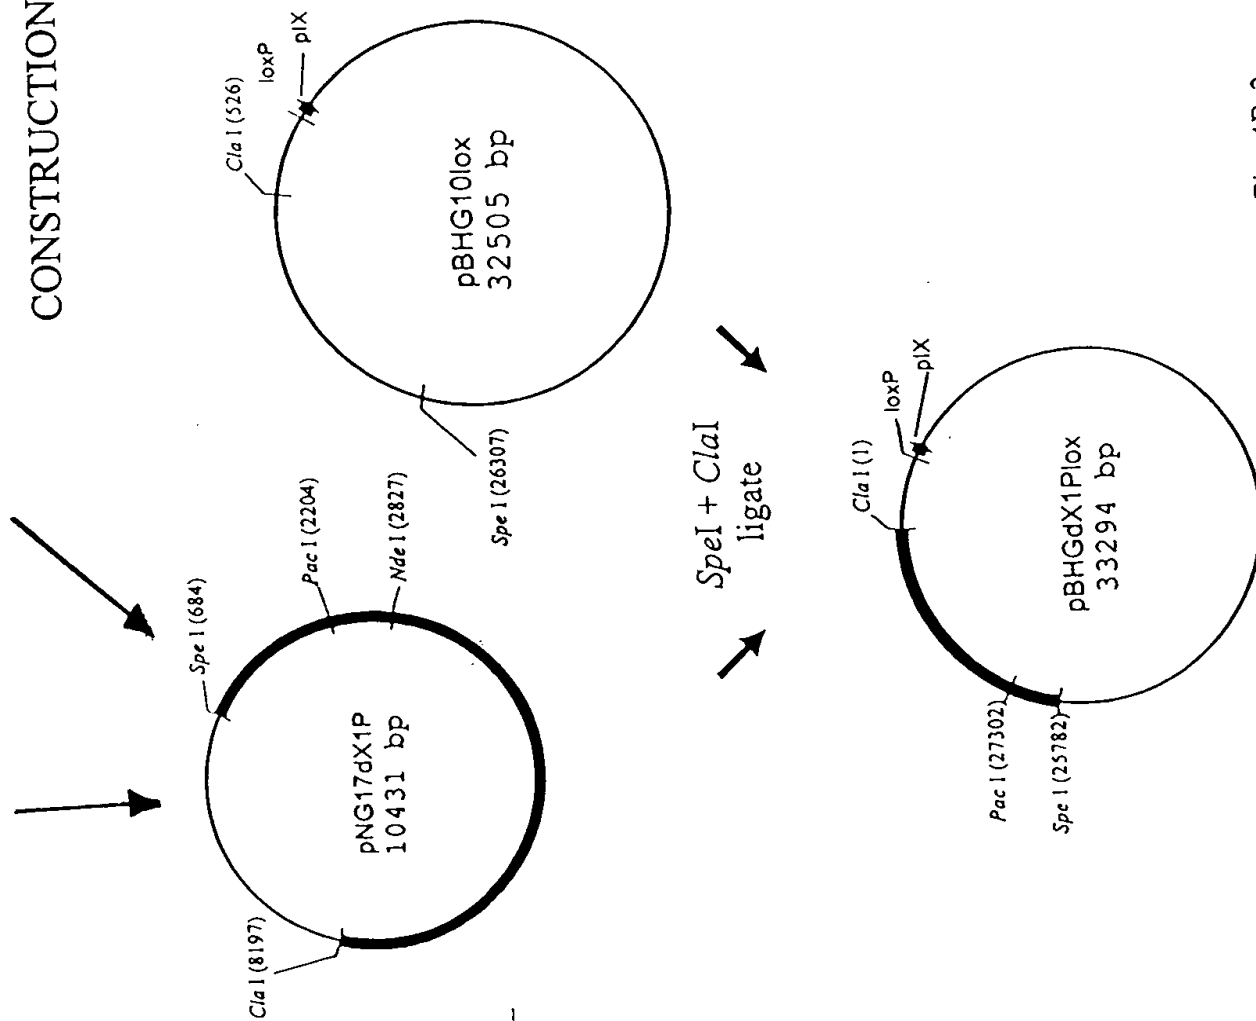 CONSTRUCTION
Cla I (526)
loxP
pIX
pBHG10lox
32505 bp
Spe I (26307)
Spe I (684)
Pac I (2204)
Nde I (2827)
pNG17dX1P
10431 bp
Cla I (8197)
SpeI + ClaI
ligate
Cla I (1)
loxP
pIX
pBHGdX1Plox
33294 bp
Pac I (27302)
Spe I (25782)